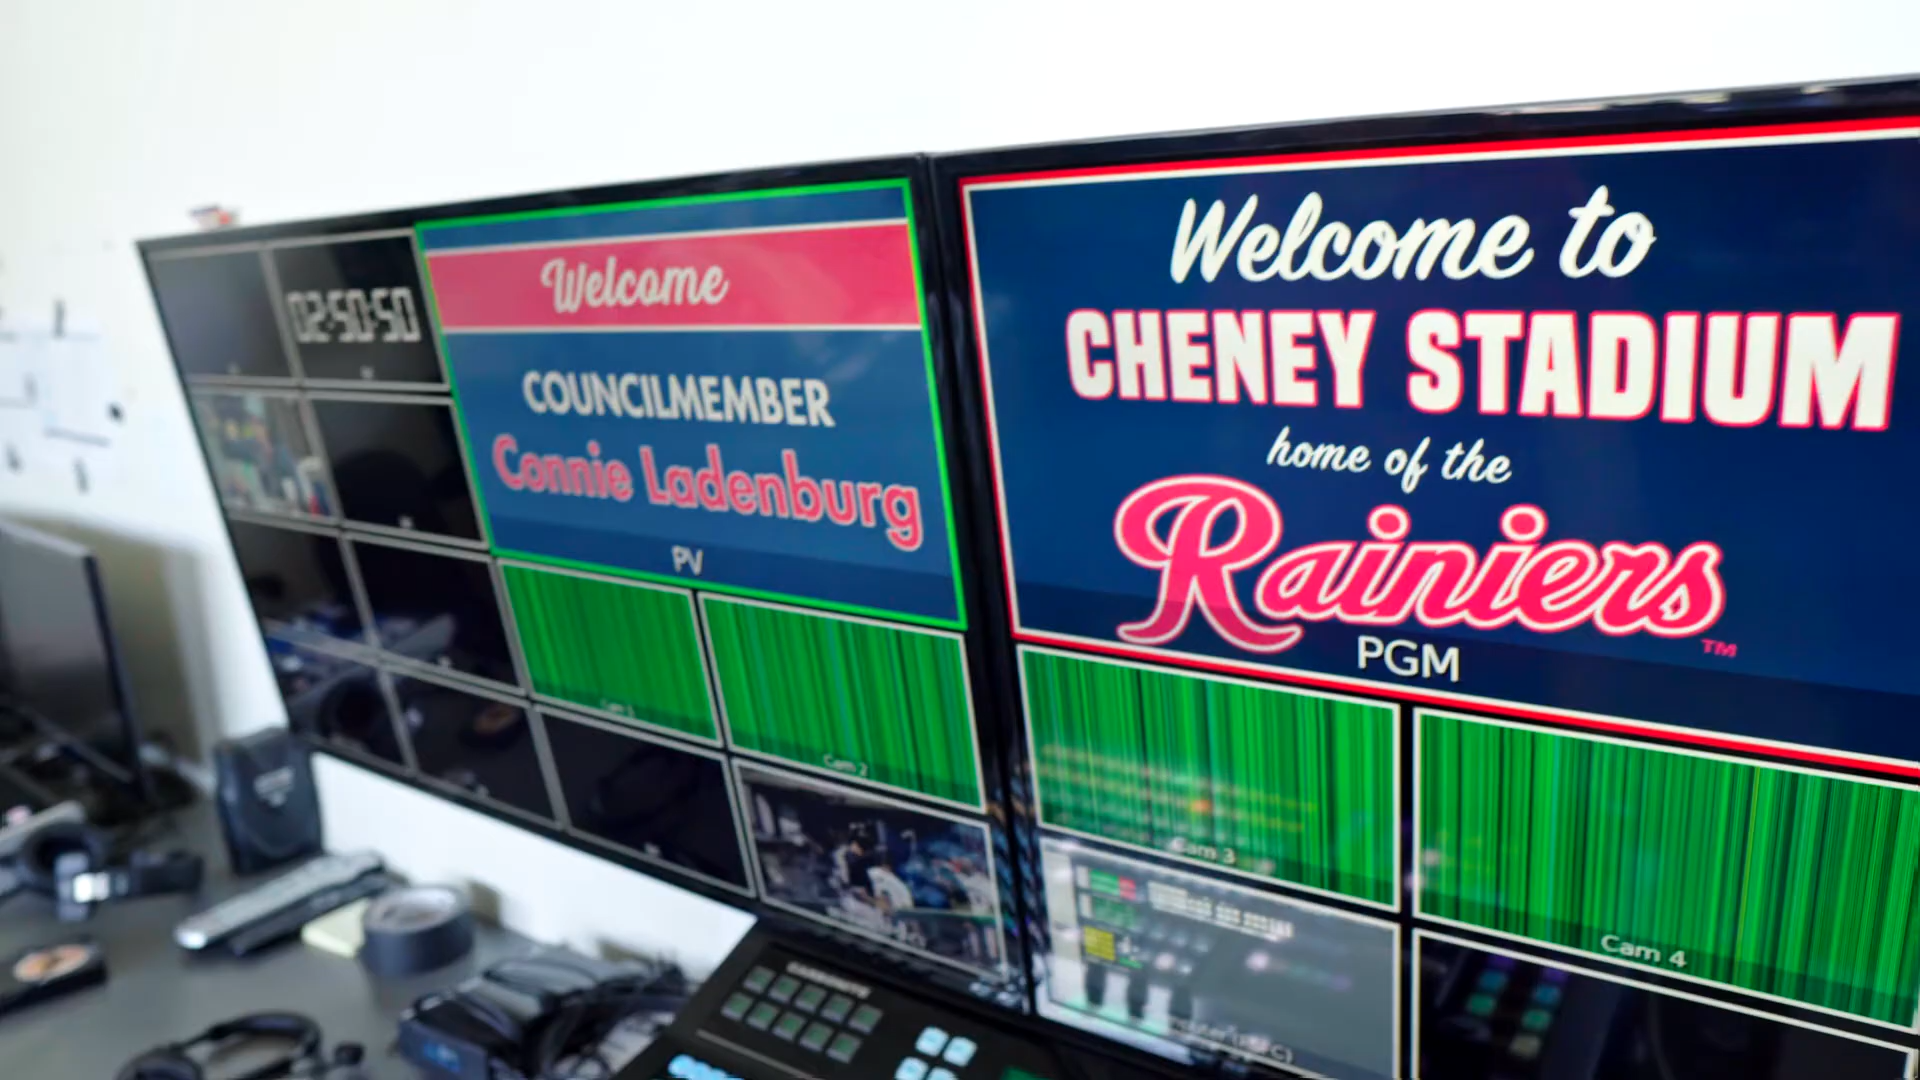 02:50:50
Welcome
COUNCILMEMBER
Connie Ladenburg
PV
Cam 2
Welcome to
CHENEY STADIUM
home of the
Rainiers
TM
PGM
Cam 3
Cam 4